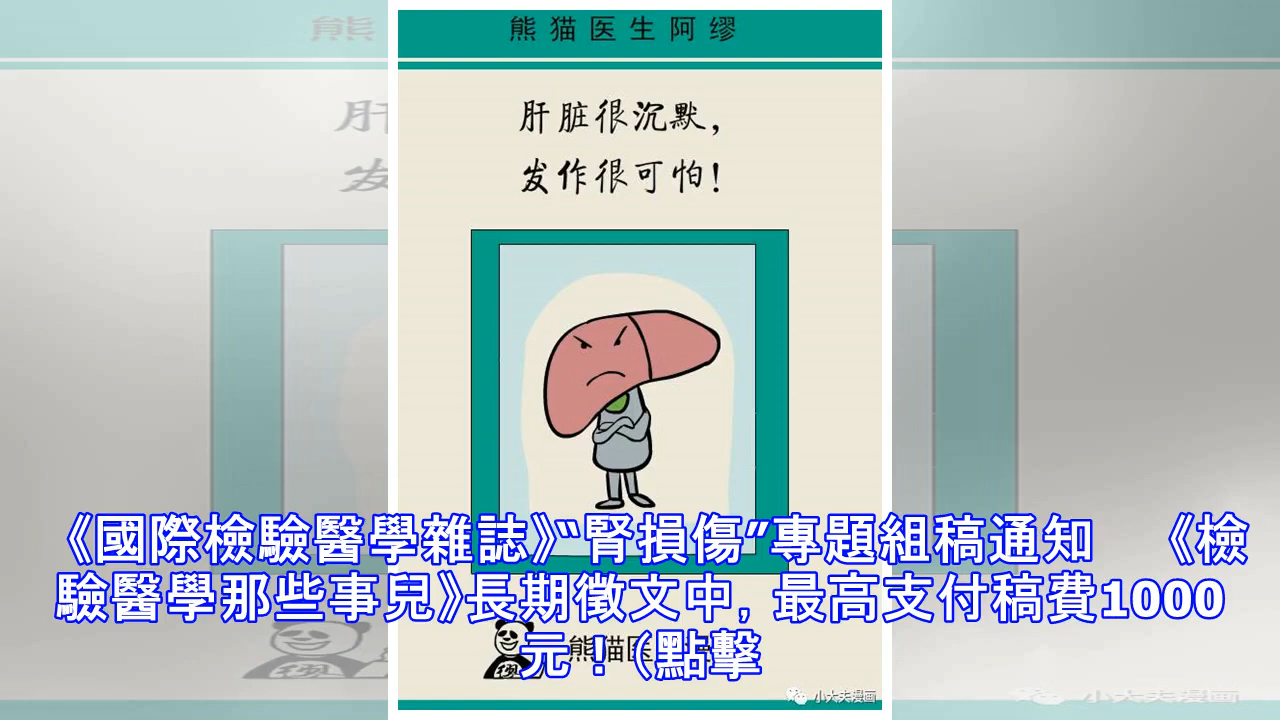 熊猫医生阿缪
肝脏很沉默，
发作很可怕！
《國際檢驗醫學雜誌》“腎損傷”專題組稿通知 《檢
驗醫學那些事兒》長期徵文中，最高支付稿費1000
元！（點擊
熊猫医
小大夫漫画